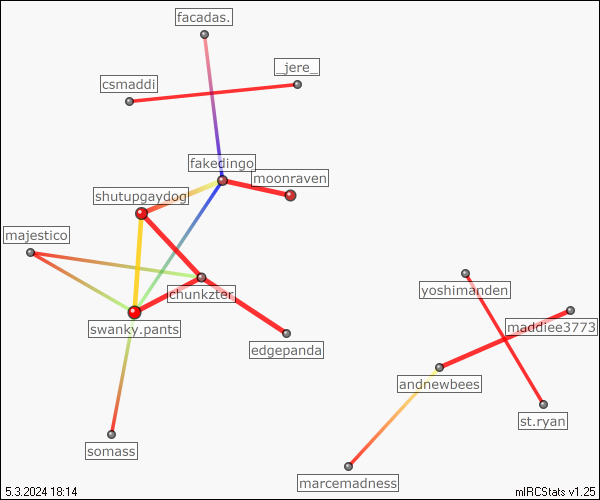 facadas.
_jere_
csmaddi
fakedingo
moonraven
shutupgaydog
majestico
chunkzter
yoshimanden
swanky.pants
maddiee3773
edgepanda
andnewbees
st.ryan
somass
marcemadness
5.3.2024 18:14
mIRCStats v1.25